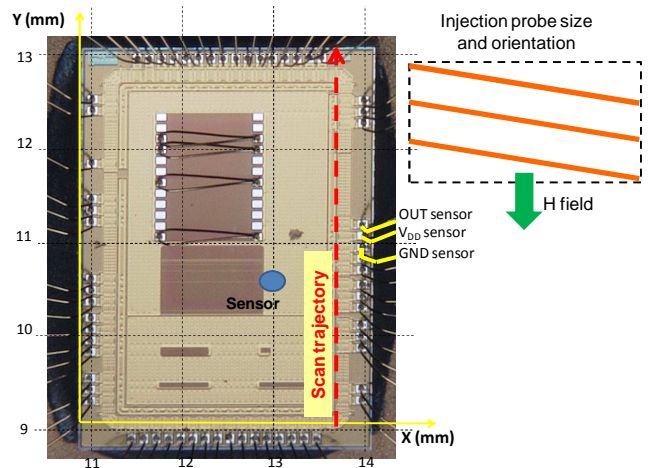 Y (mm)
Injection probe size
and orientation
13
12
H field
OUT sensor
V_DD sensor
GND sensor
11
Sensor
Scan trajectory
10
9
X (mm)
11
12
13
14